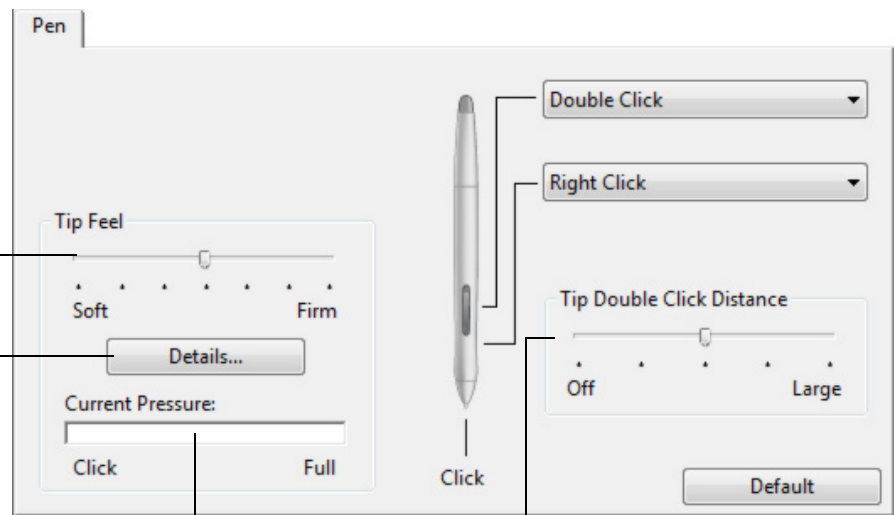 Pen
Double Click
Right Click
Tip Feel
Soft Firm
Details...
Current Pressure:
Click Full
Click
Tip Double Click Distance
Off Large
Default